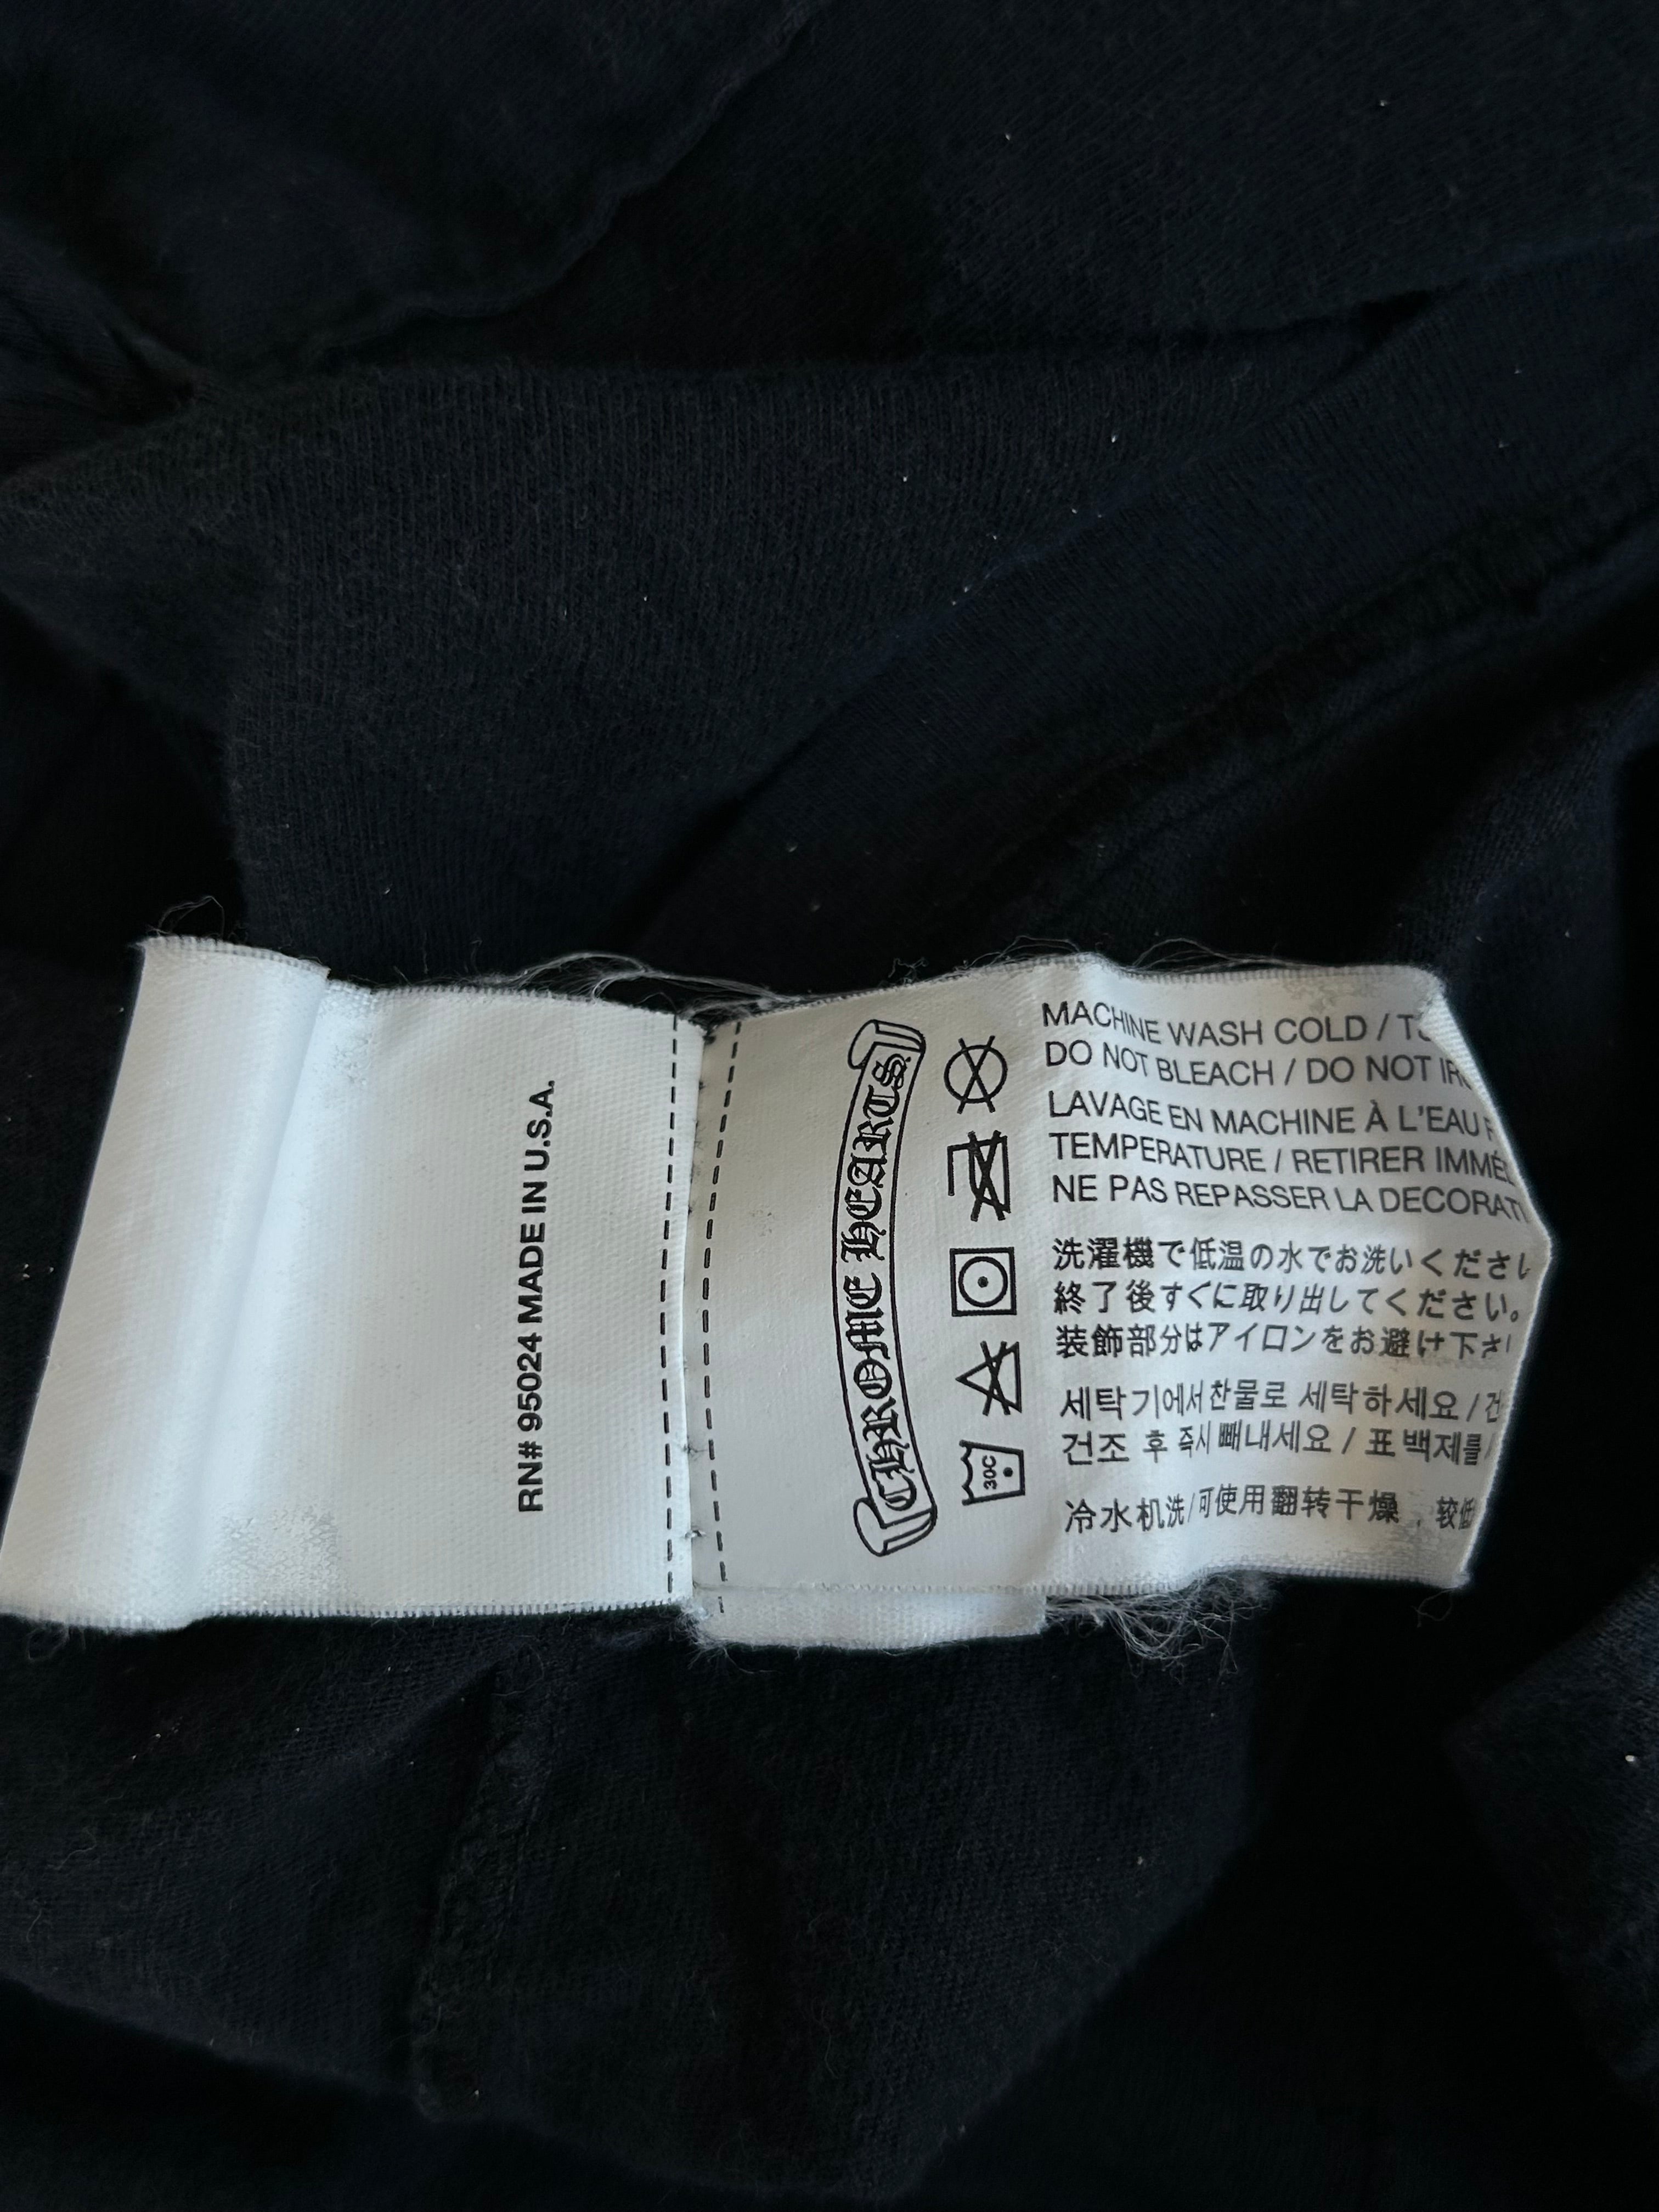 RN# 95024 MADE IN U.S.A.
CHROME HEARTS
30C
MACHINE WASH COLD /
DO NOT BLEACH / DO NOT
LAVAGE EN MACHINE À L'EAU
TEMPERATURE / RETIRER
NE PAS REPASSER LA
洗濯機で低温の水でお洗いくださ
終了後すぐに取り出してください。
装飾部分はアイロンをお避け下さ
세탁기에서 찬물로 세탁하세요 /
건조 후 즉시 빼내세요 / 표백제를
冷水机洗/可使用翻转干燥 , 较低